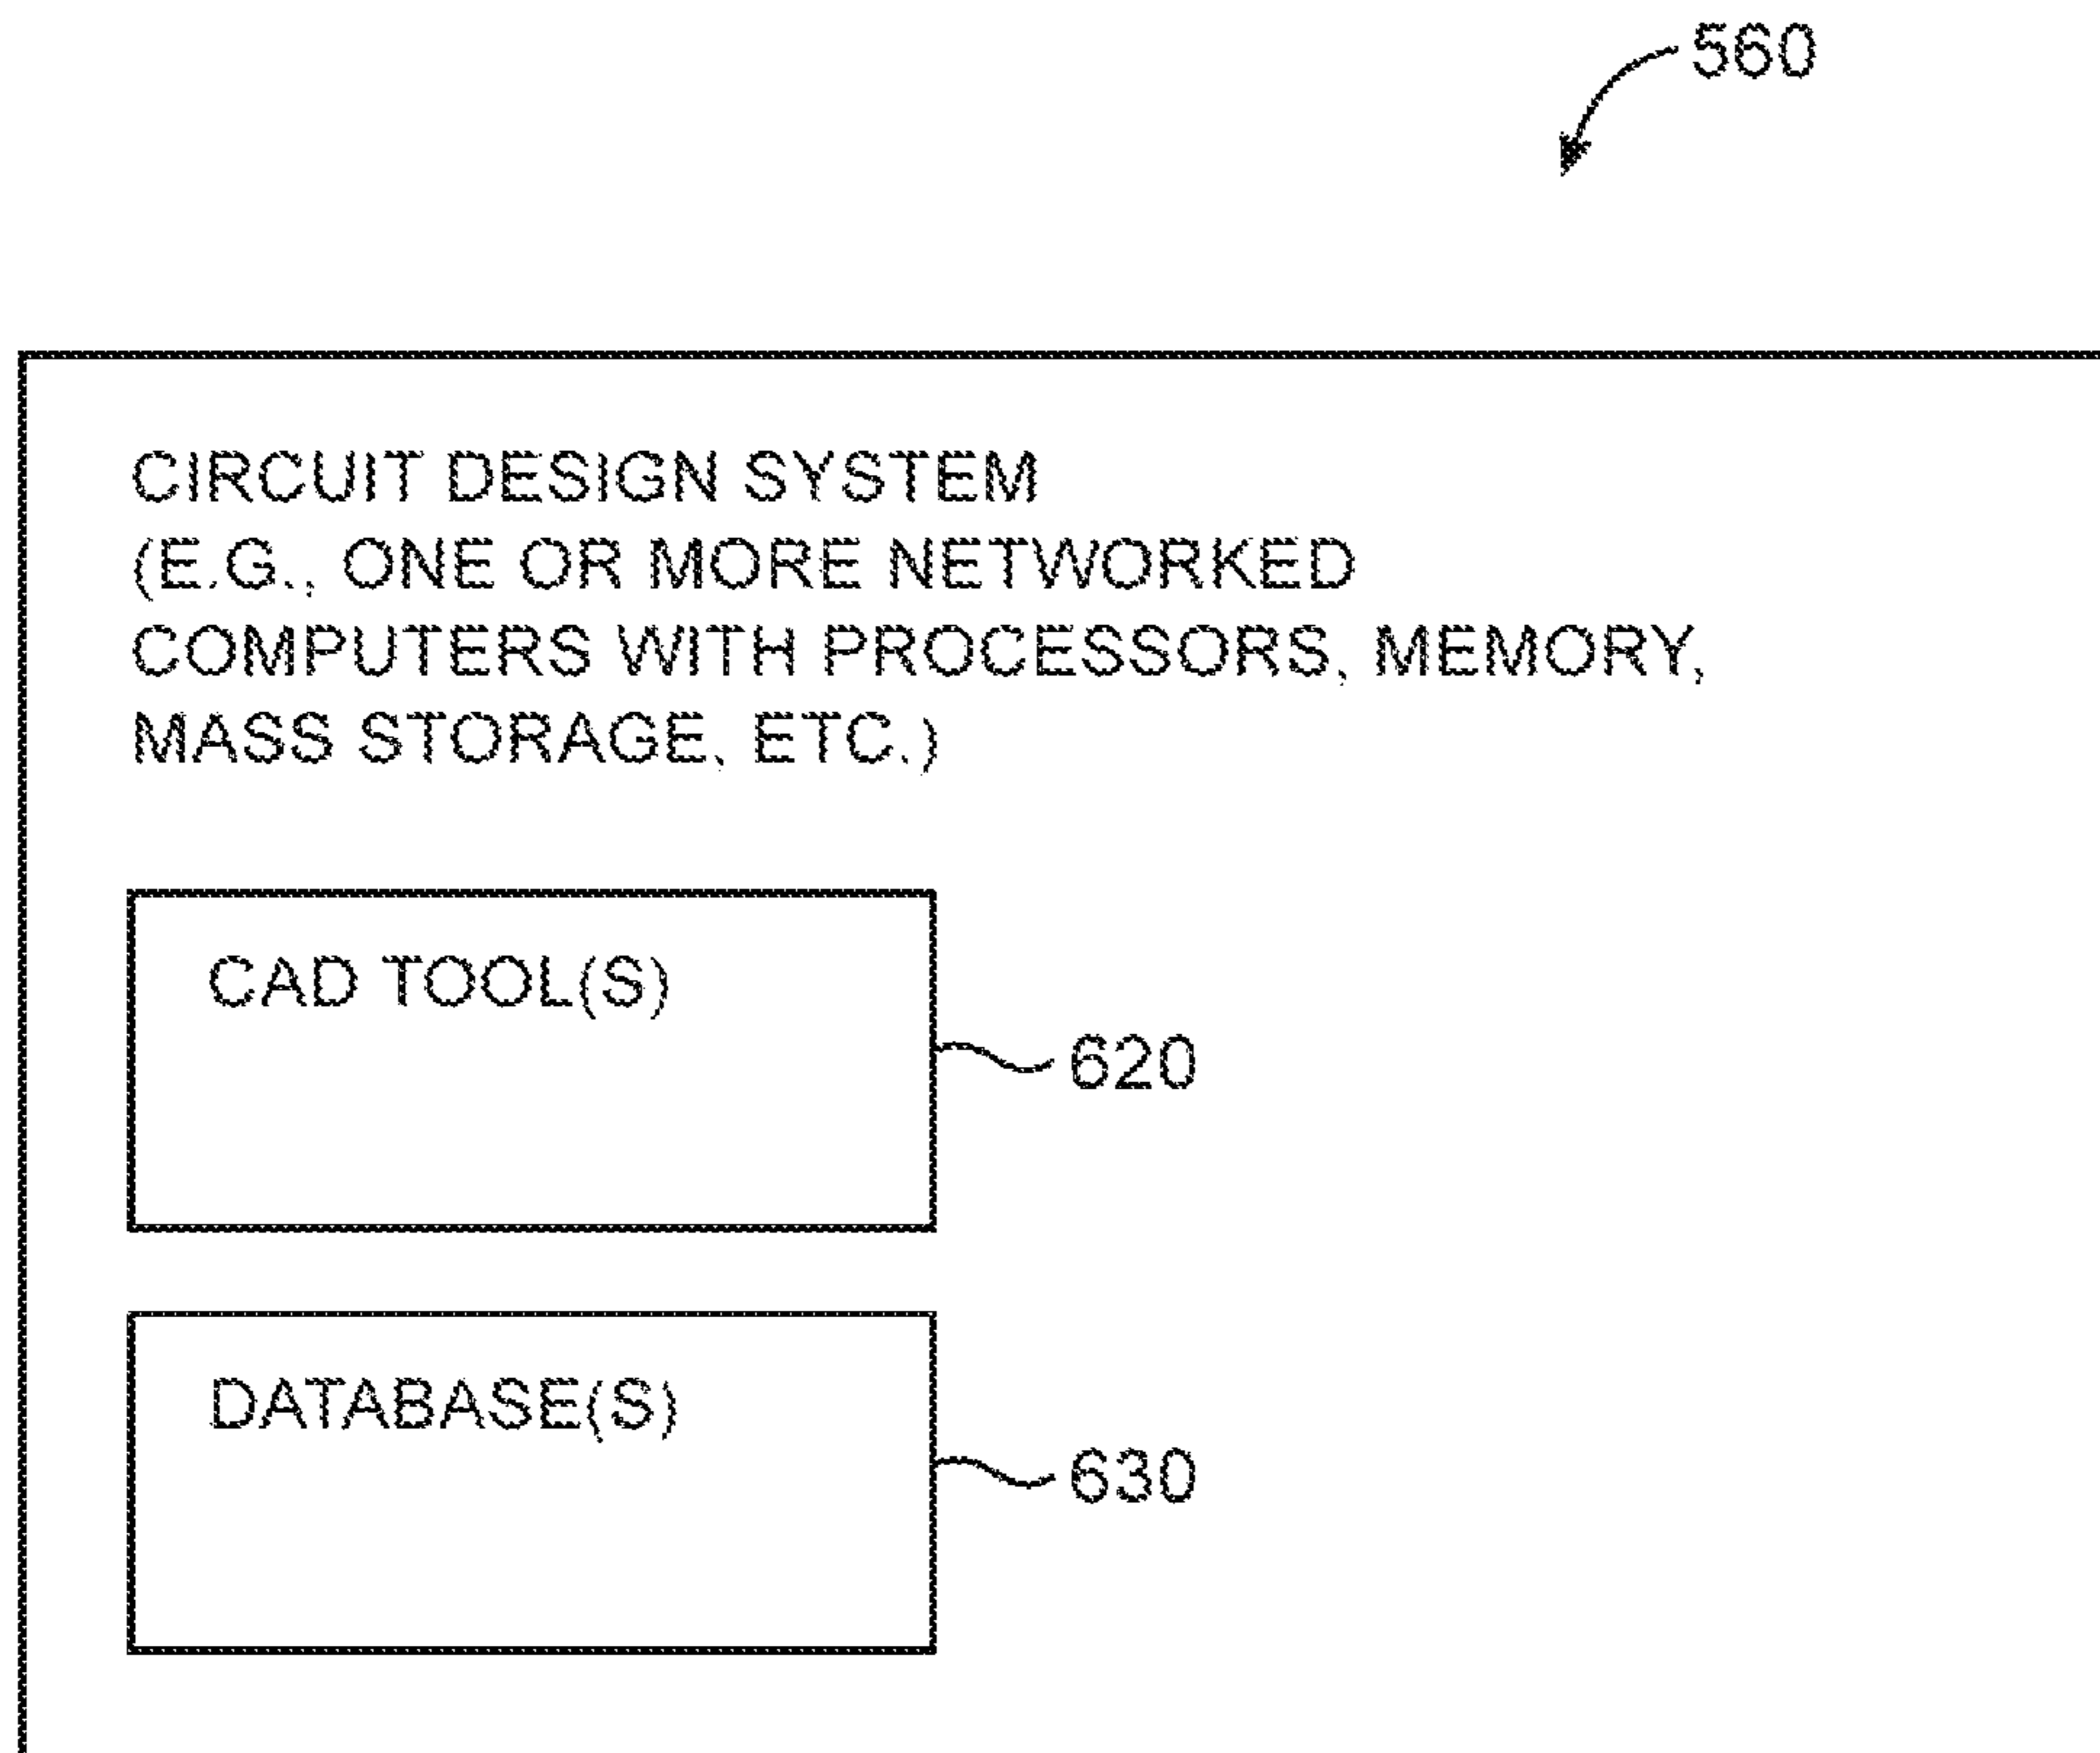 560
CIRCUIT DESIGN SYSTEM
(E.G., ONE OR MORE NETWORKED
COMPUTERS WITH PROCESSORS, MEMORY,
MASS STORAGE, ETC.)
CAD TOOL(S)
620
DATABASE(S)
630